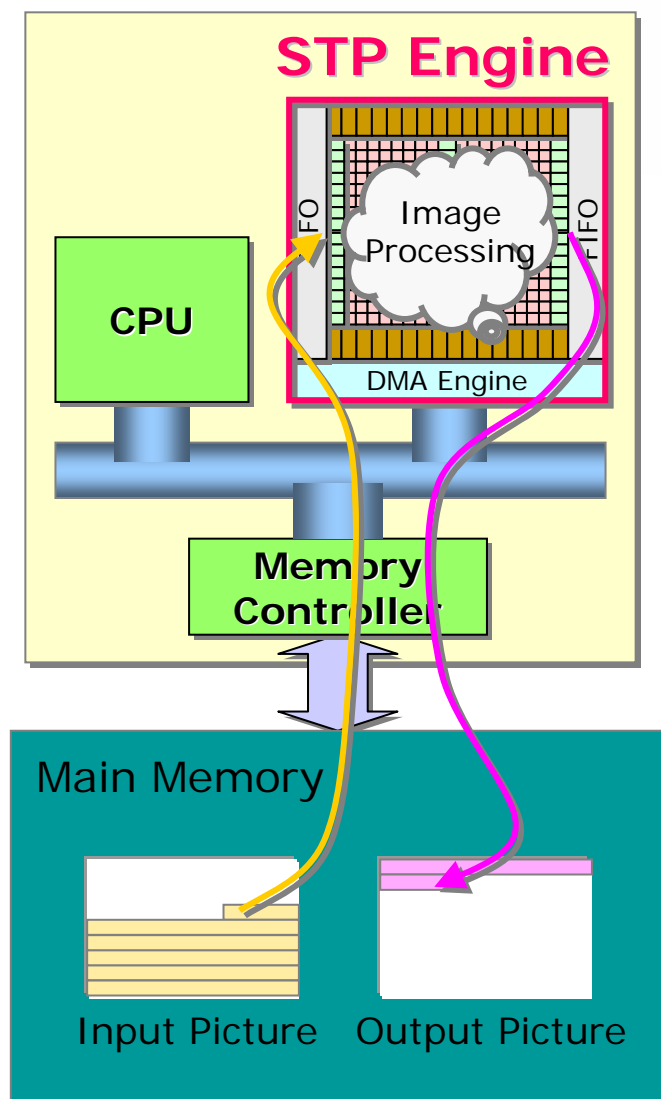 STP Engine
FO
Image
Processing
FIFO
CPU
DMA Engine
Memory
Controller
Main Memory
Input Picture
Output Picture